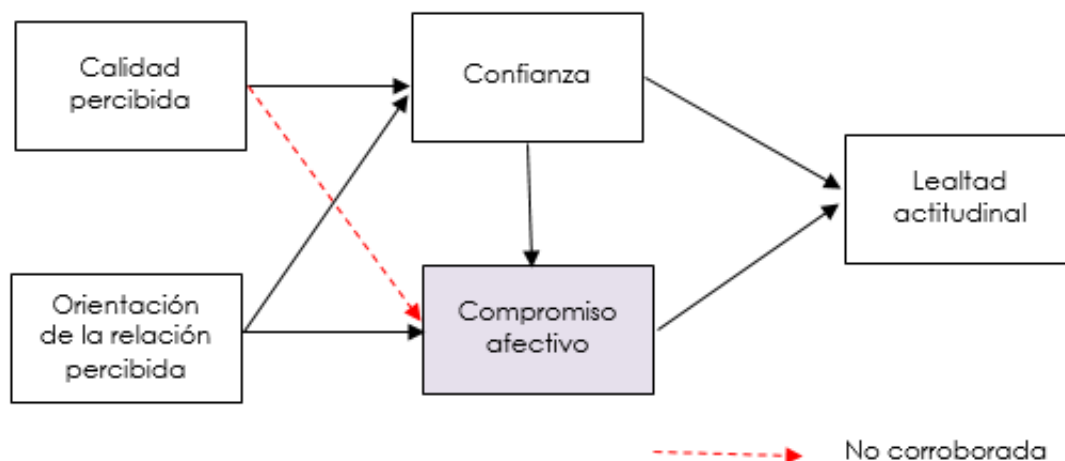 Calidad
percibida
Confianza
Lealtad
actitudinal
Orientación
de la relación
percibida
Compromiso
afectivo
No corroborada